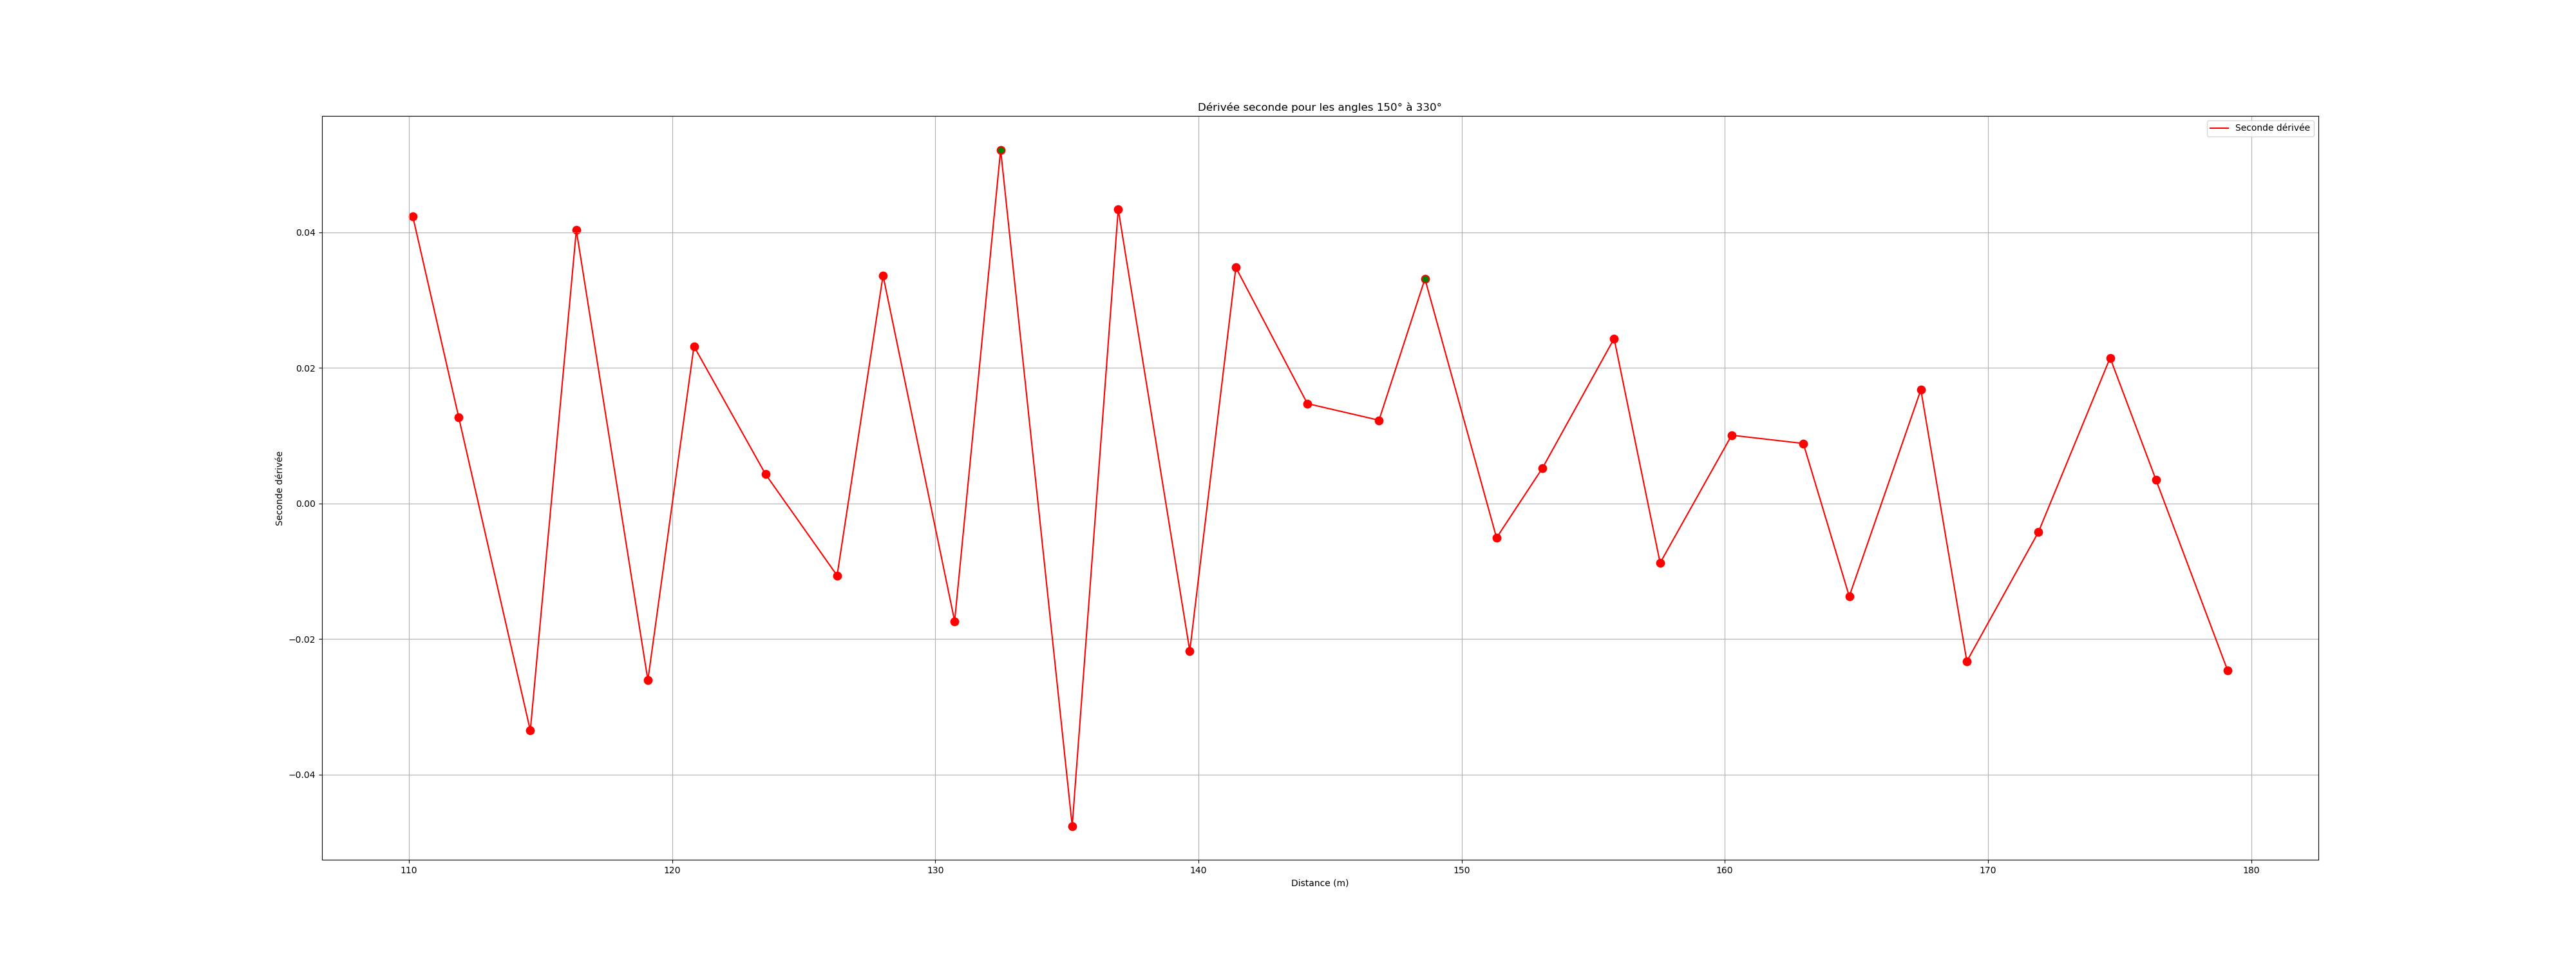 Dérivée seconde pour les angles 150° à 330°
Seconde dérivée
0.04
0.02
0.00
−0.02
−0.04
Seconde dérivée
110 120 130 140 150 160 170 180
Distance (m)